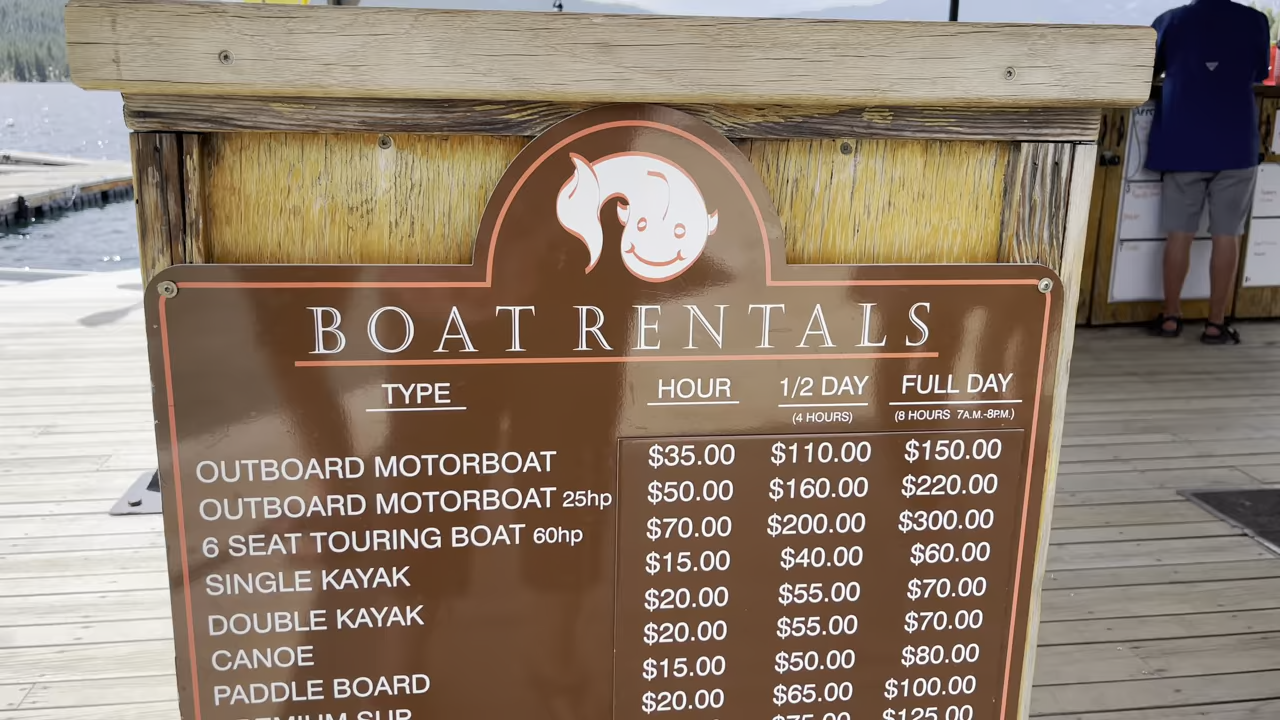 BOAT RENTALS
TYPE HOUR 1/2 DAY FULL DAY
(4 HOURS) (8 HOURS 7A.M.-8P.M.)
OUTBOARD MOTORBOAT $35.00 $110.00 $150.00
OUTBOARD MOTORBOAT 25hp $50.00 $160.00 $220.00
6 SEAT TOURING BOAT 60hp $70.00 $200.00 $300.00
SINGLE KAYAK $15.00 $40.00 $60.00
DOUBLE KAYAK $20.00 $55.00 $70.00
CANOE $20.00 $55.00 $70.00
PADDLE BOARD $15.00 $50.00 $80.00
PREMIUM SUP $20.00 $65.00 $100.00
$75.00 $125.00